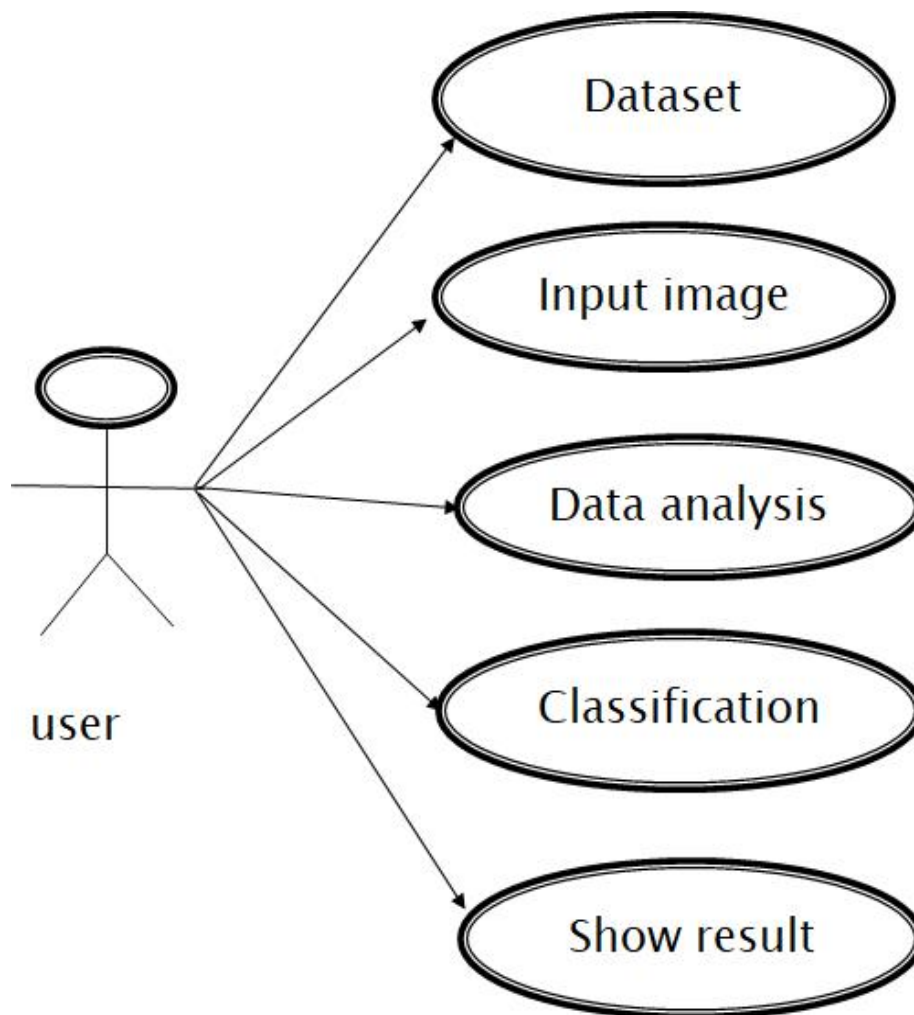 Dataset
Input image
Data analysis
Classification
user
Show result